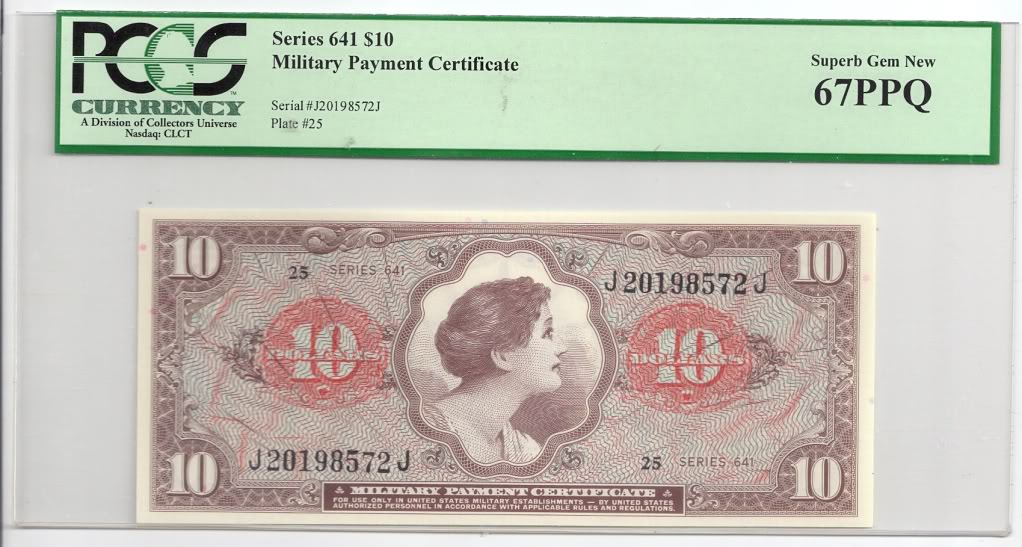 PCGS
CURRENCY
A Division of Collectors Universe
Nasdaq: CLCT
Series 641 $10
Military Payment Certificate
Serial #J20198572J
Plate #25
Superb Gem New
67PPQ
10
10
25 SERIES 641
J20198572J
10
DOLLARS
10
DOLLARS
J20198572J
25 SERIES 641
10
10
MILITARY PAYMENT CERTIFICATE
FOR USE ONLY IN UNITED STATES MILITARY ESTABLISHMENTS — BY UNITED STATES
AUTHORIZED PERSONNEL IN ACCORDANCE WITH APPLICABLE RULES AND REGULATIONS.